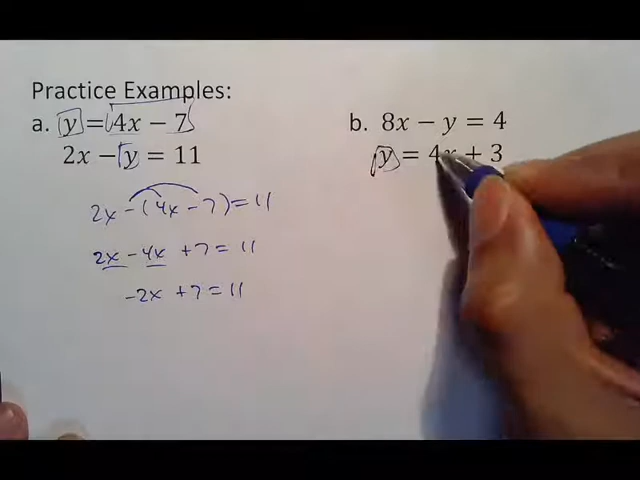 Practice Examples:
a. y = 4x − 7
2x − y = 11
2x − (4x − 7) = 11
2x − 4x + 7 = 11
−2x + 7 = 11
b. 8x − y = 4
y = 4x + 3